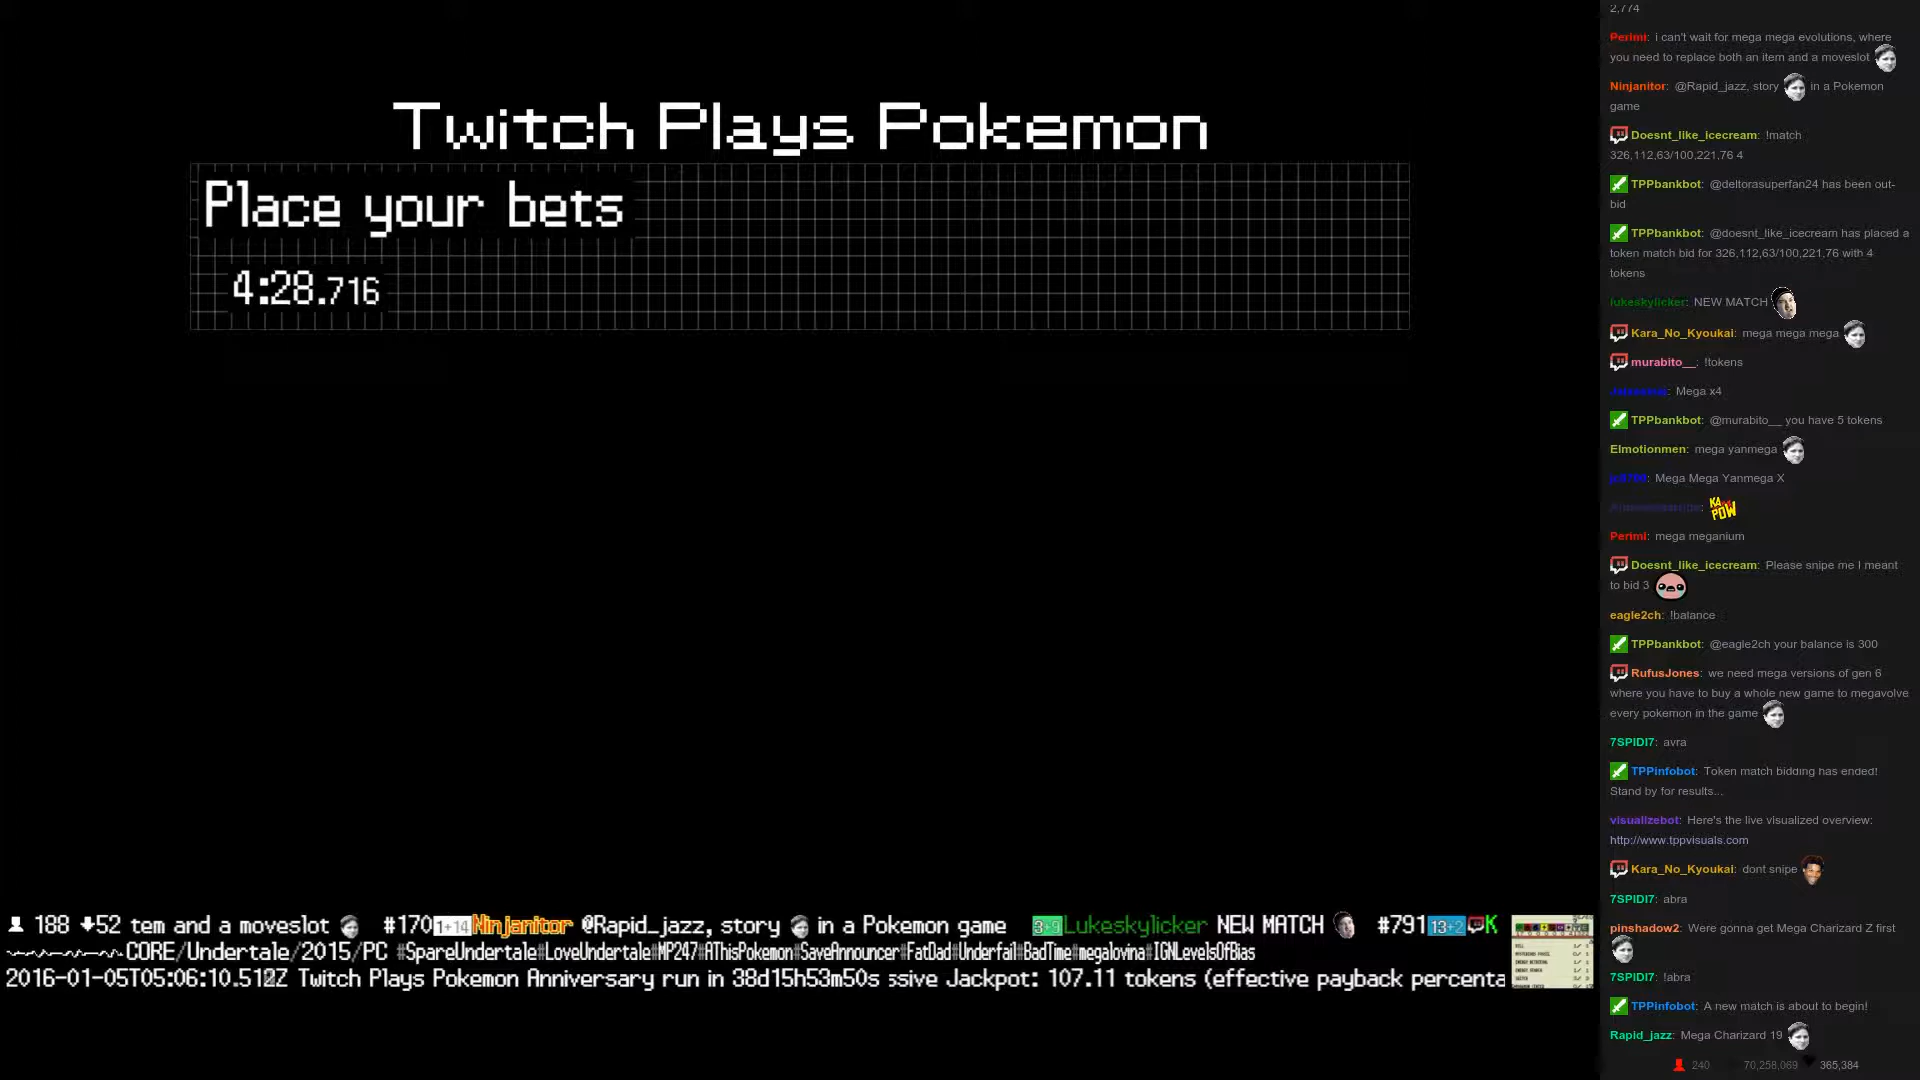 Twitch Plays Pokemon
Place your bets
4:28.716
188 52 tem and a moveslot #170 1+14 Ninjanitor @Rapid_jazz, story in a Pokemon game 3+9 Lukeskylicker NEW MATCH #791 13+2 K
CORE/Undertale/2015/PC #SpareUndertale#LoveUndertale#MP247#AThisPokemon#SaveAnnouncer#FatDad#Underfail#BadTime#megalovina#IGNLevelsOfBias
Twitch Plays Pokemon Anniversary run in 38d15h53m50s ssive Jackpot: 107.11 tokens (effective payback percenta
2,774
Perimi: i can't wait for mega mega evolutions, where
you need to replace both an item and a moveslot
Ninjanitor: @Rapid_jazz, story in a Pokemon
game
Doesnt_like_icecream: !match
326,112,63/100,221,76 4
TPPbankbot: @deltorasuperfan24 has been out-
bid
TPPbankbot: @doesnt_like_icecream has placed a
token match bid for 326,112,63/100,221,76 with 4
tokens
lukeskylicker: NEW MATCH
Kara_No_Kyoukai: mega mega mega
murabito__: !tokens
Mega x4
TPPbankbot: @murabito__ you have 5 tokens
Elmotionmen: mega yanmega
Mega Mega Yanmega X
KA POW
Perimi: mega meganium
Doesnt_like_icecream: Please snipe me I meant
to bid 3
eagle2ch: !balance
TPPbankbot: @eagle2ch your balance is 300
RufusJones: we need mega versions of gen 6
where you have to buy a whole new game to megavolve
every pokemon in the game
7SPIDI7: avra
TPPinfobot: Token match bidding has ended!
Stand by for results...
visualizebot: Here's the live visualized overview:
http://www.tppvisuals.com
Kara_No_Kyoukai: dont snipe
7SPIDI7: abra
pinshadow2: Were gonna get Mega Charizard Z first
7SPIDI7: !abra
TPPinfobot: A new match is about to begin!
Rapid_jazz: Mega Charizard 19
240 70,258,069 365,384